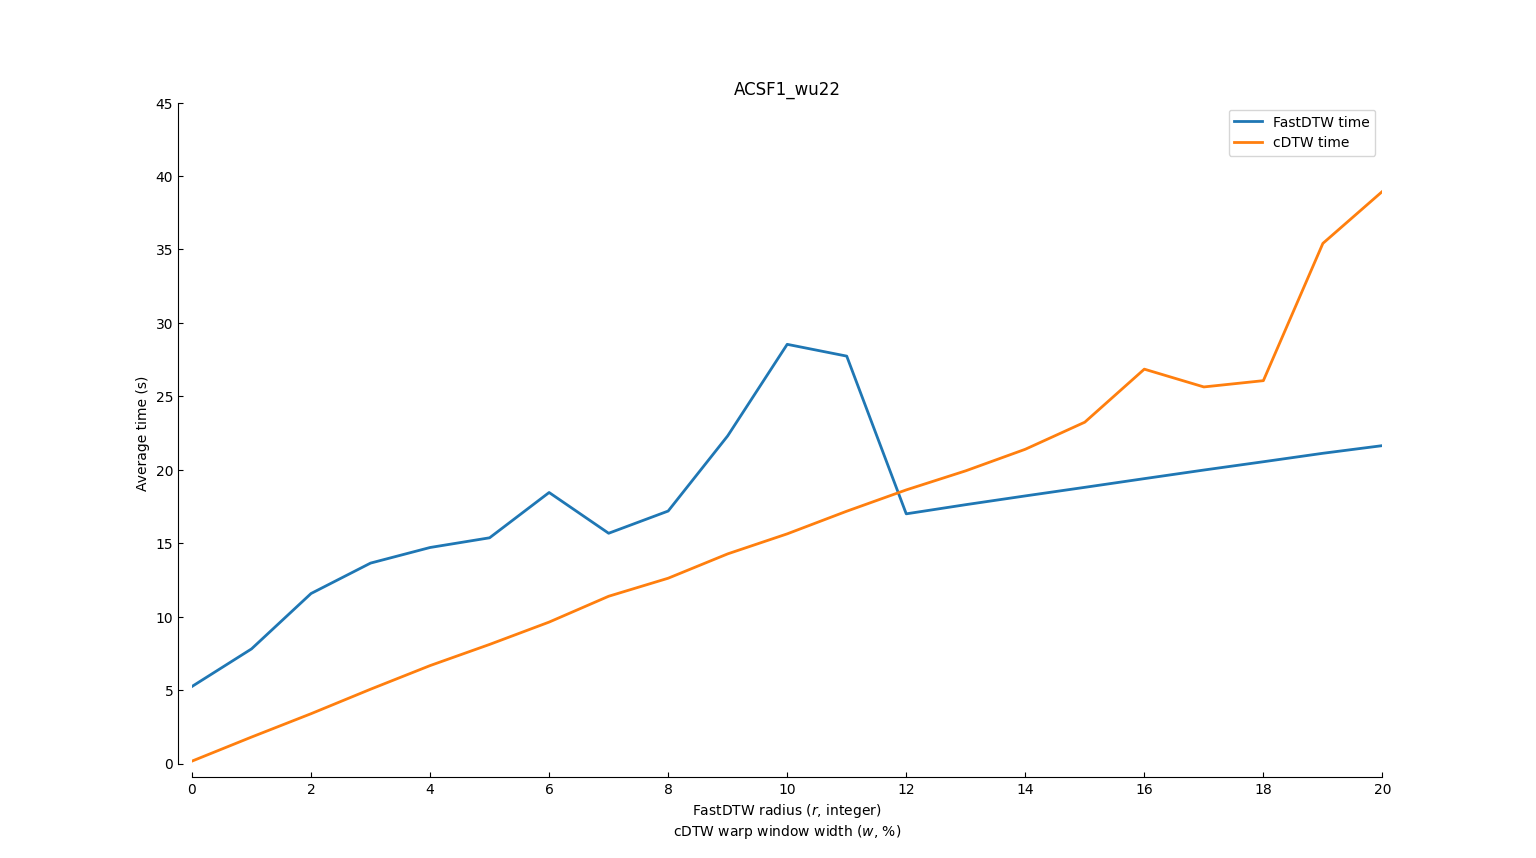 ACSF1_wu22
45
40
35
30
25
20
15
10
5
0
Average time (s)
FastDTW time
cDTW time
0 2 4 6 8 10 12 14 16 18 20
FastDTW radius (r, integer)
cDTW warp window width (w, %)